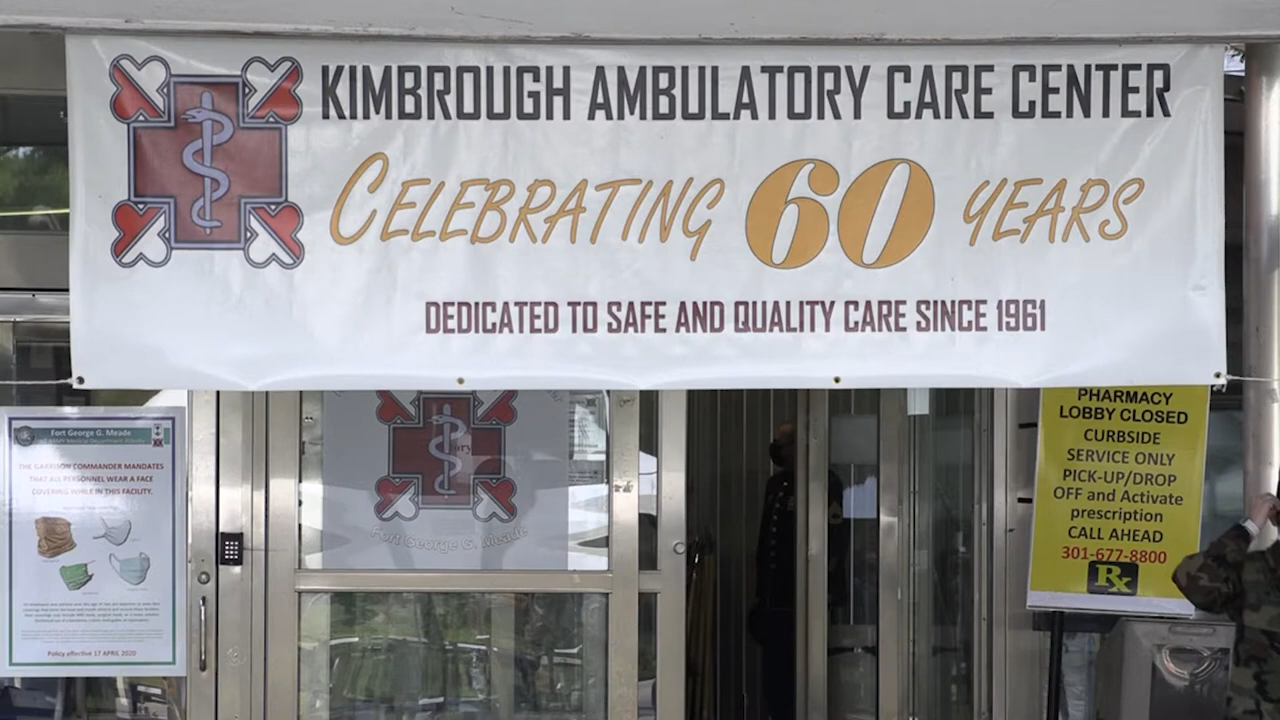 KIMBROUGH AMBULATORY CARE CENTER
CELEBRATING 60 YEARS
DEDICATED TO SAFE AND QUALITY CARE SINCE 1961
Fort George G. Meade
THE GARRISON COMMANDER MANDATES
THAT ALL PERSONNEL WEAR A FACE
COVERING WHILE IN THIS FACILITY.
Policy effective 17 APRIL 2020
Fort George G. Meade
PHARMACY
LOBBY CLOSED
CURBSIDE
SERVICE ONLY
PICK-UP/DROP
OFF and Activate
prescription
CALL AHEAD
301-677-8800
Rx